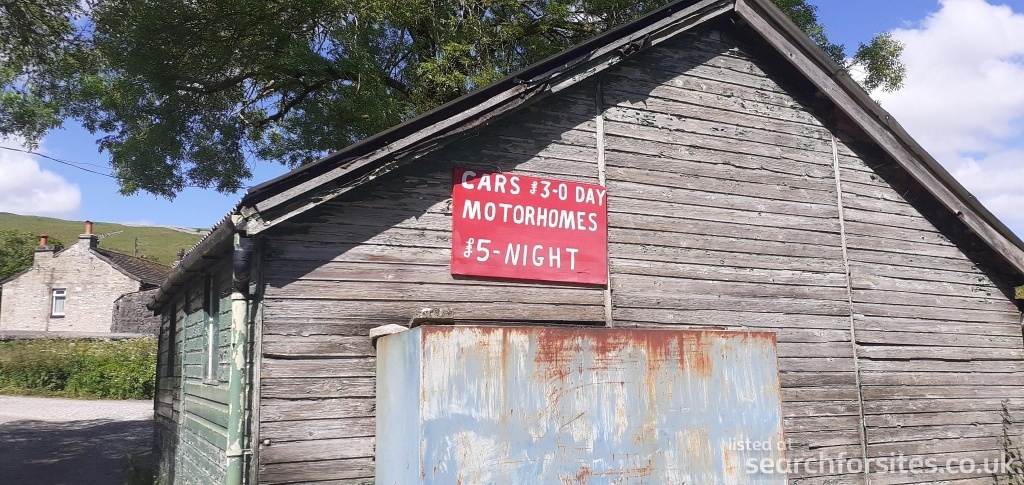 CARS £3-0 DAY
MOTORHOMES
£5-NIGHT
listed at
searchforsites.co.uk